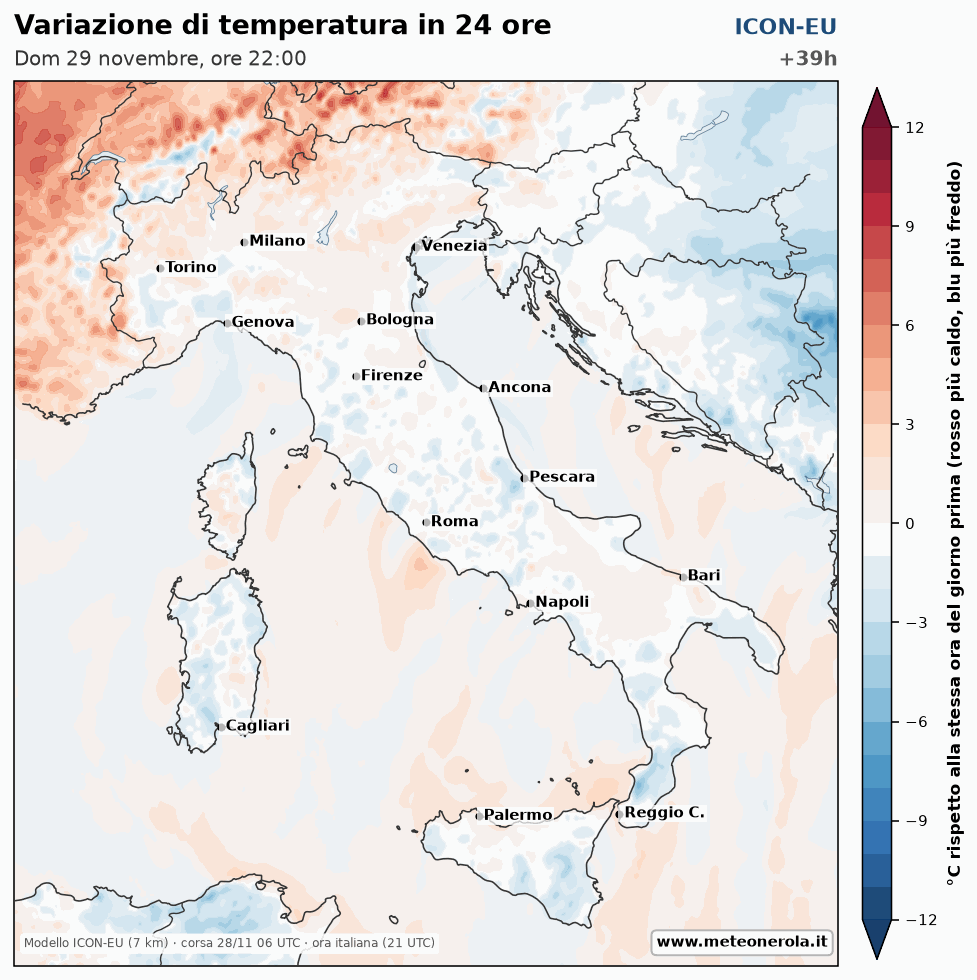 Variazione di temperatura in 24 ore
ICON-EU
Dom 29 novembre, ore 22:00
+39h
Milano
Venezia
Torino
Genova
Bologna
Firenze
Ancona
Pescara
Roma
Bari
Napoli
Cagliari
Palermo
Reggio C.
12
9
6
3
0
−3
−6
−9
−12
°C rispetto alla stessa ora del giorno prima (rosso più caldo, blu più freddo)
Modello ICON-EU (7 km) · corsa 28/11 06 UTC · ora italiana (21 UTC)
www.meteonerola.it